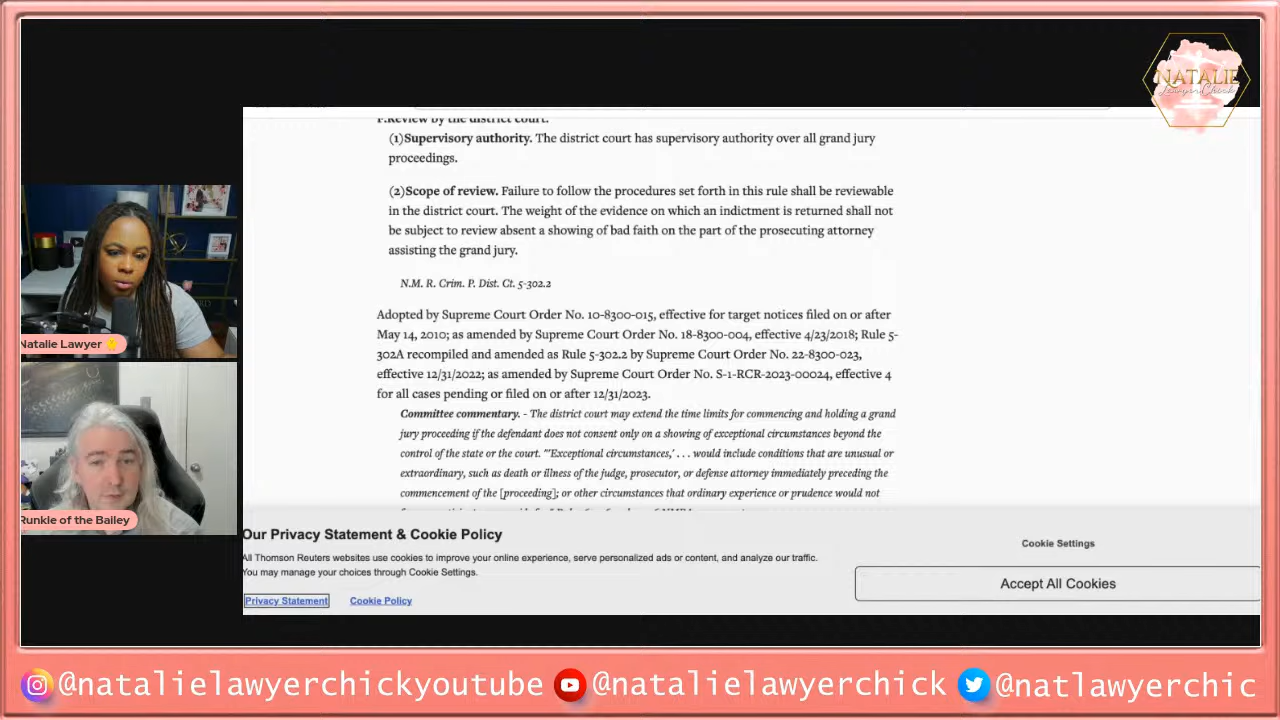 NATALIE
LawyerChick
F.Review by the district court.
(1)Supervisory authority. The district court has supervisory authority over all grand jury
proceedings.
(2)Scope of review. Failure to follow the procedures set forth in this rule shall be reviewable
in the district court. The weight of the evidence on which an indictment is returned shall not
be subject to review absent a showing of bad faith on the part of the prosecuting attorney
assisting the grand jury.
N.M. R. Crim. P. Dist. Ct. 5-302.2
Adopted by Supreme Court Order No. 10-8300-015, effective for target notices filed on or after
May 14, 2010; as amended by Supreme Court Order No. 18-8300-004, effective 4/23/2018; Rule 5-
302A recompiled and amended as Rule 5-302.2 by Supreme Court Order No. 22-8300-023,
effective 12/31/2022; as amended by Supreme Court Order No. S-1-RCR-2023-00024, effective 4
for all cases pending or filed on or after 12/31/2023.
Committee commentary. - The district court may extend the time limits for commencing and holding a grand
jury proceeding if the defendant does not consent only on a showing of exceptional circumstances beyond the
control of the state or the court. "'Exceptional circumstances,' . . . would include conditions that are unusual or
extraordinary, such as death or illness of the judge, prosecutor, or defense attorney immediately preceding the
commencement of the [proceeding]; or other circumstances that ordinary experience or prudence would not
Natalie Lawyer
Runkle of the Bailey
Our Privacy Statement & Cookie Policy
All Thomson Reuters websites use cookies to improve your online experience, serve personalized ads or content, and analyze our traffic.
You may manage your choices through Cookie Settings.
Privacy Statement Cookie Policy
Cookie Settings
Accept All Cookies
@natalielawyerchickyoutube @natalielawyerchick @natlawyerchic